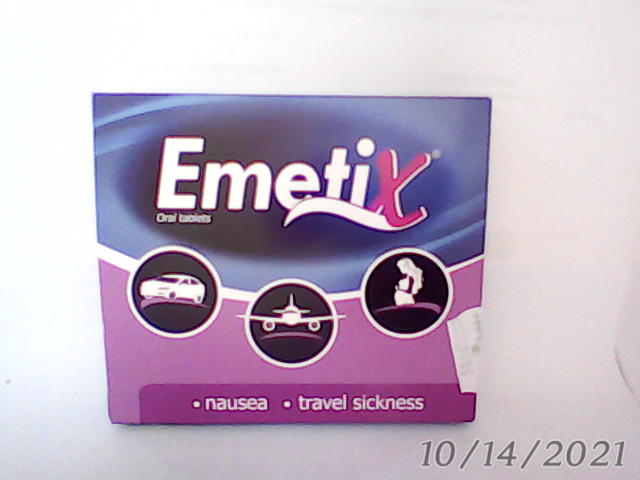 Emetix®
Oral tablets
• nausea • travel sickness
10/14/2021